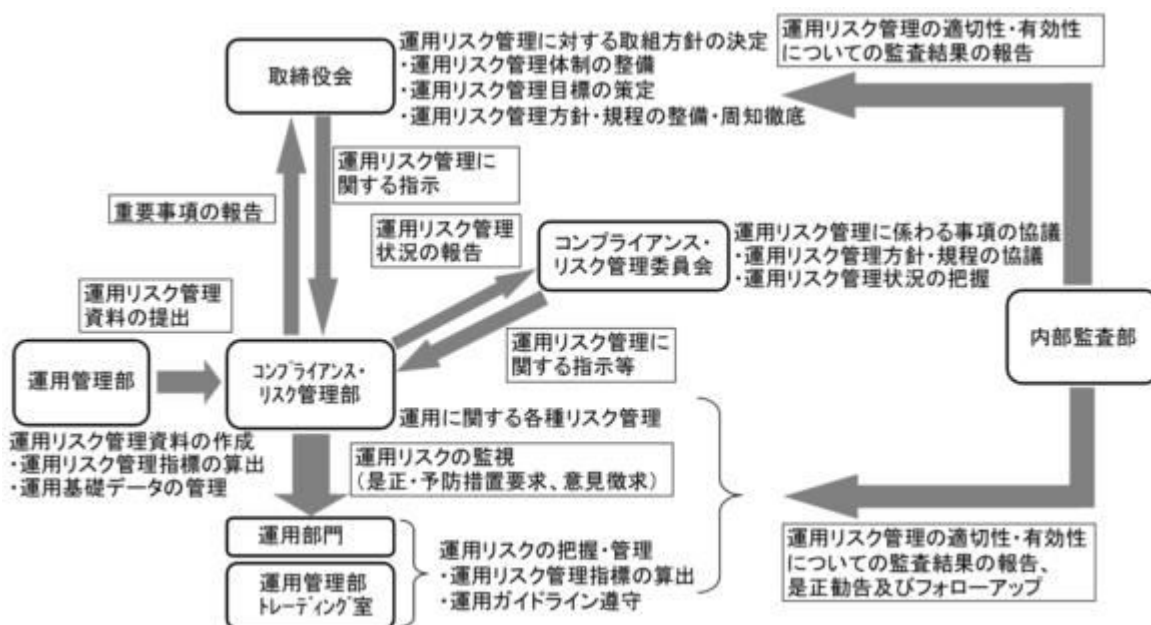 取締役会
運用リスク管理に対する取組方針の決定
・運用リスク管理体制の整備
・運用リスク管理目標の策定
・運用リスク管理方針・規程の整備・周知徹底
運用リスク管理の適切性・有効性
についての監査結果の報告
運用リスク管理に
関する指示
重要事項の報告
運用リスク管理
状況の報告
コンプライアンス・
リスク管理委員会
運用リスク管理に係わる事項の協議
・運用リスク管理方針・規程の協議
・運用リスク管理状況の把握
運用リスク管理
資料の提出
運用リスク管理に
関する指示等
内部監査部
運用管理部
コンプライアンス・
リスク管理部
運用に関する各種リスク管理
運用リスク管理資料の作成
・運用リスク管理指標の算出
・運用基礎データの管理
運用リスクの監視
(是正・予防措置要求、意見徴求)
運用部門
運用管理部
トレーディング室
運用リスクの把握・管理
・運用リスク管理指標の算出
・運用ガイドライン遵守
運用リスク管理の適切性・有効性
についての監査結果の報告、
是正勧告及びフォローアップ